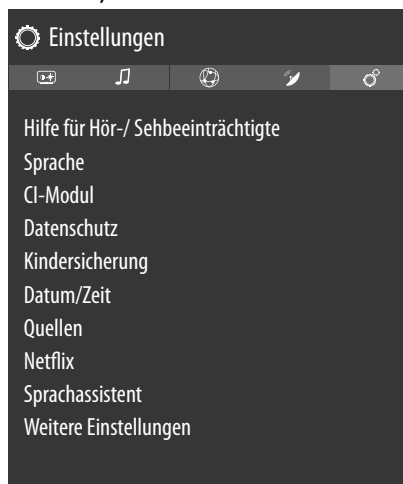 Einstellungen
Hilfe für Hör-/ Sehbeeinträchtigte
Sprache
CI-Modul
Datenschutz
Kindersicherung
Datum/Zeit
Quellen
Netflix
Sprachassistent
Weitere Einstellungen